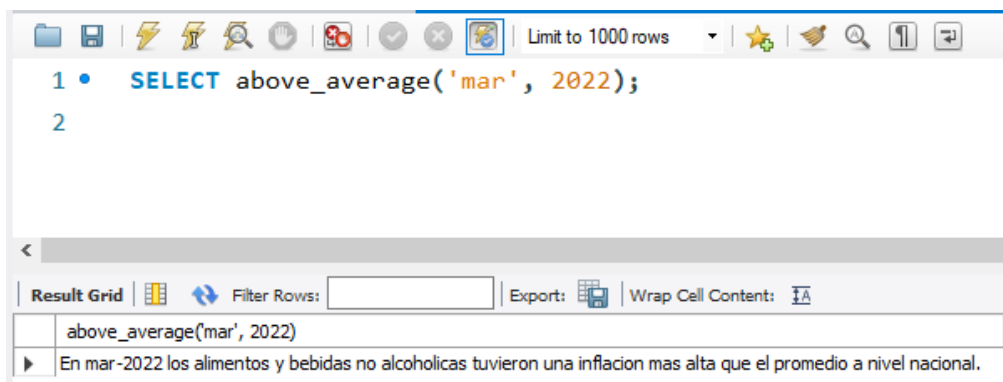 Limit to 1000 rows
1 SELECT above_average('mar', 2022);
2
Result Grid Filter Rows: Export: Wrap Cell Content: IA
above_average('mar', 2022)
En mar-2022 los alimentos y bebidas no alcoholicas tuvieron una inflacion mas alta que el promedio a nivel nacional.